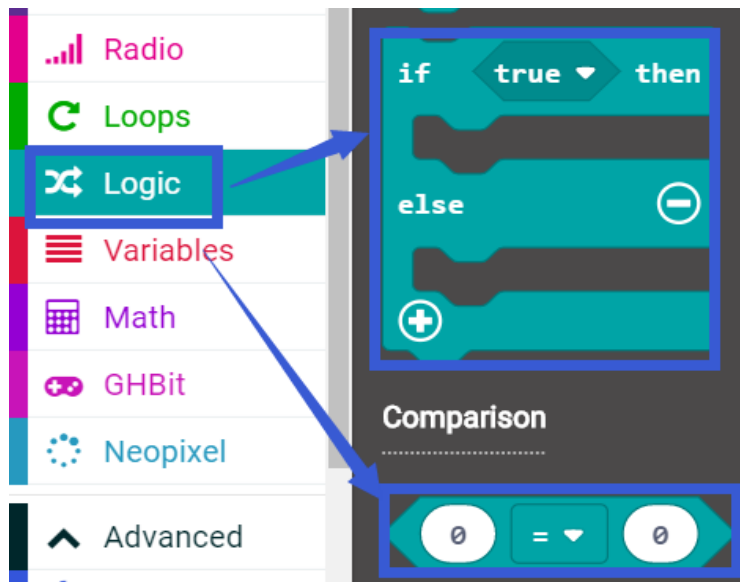 Radio
Loops
Logic
Variables
Math
GHBit
Neopixel
Advanced
if true then
else
Comparison
0 = 0